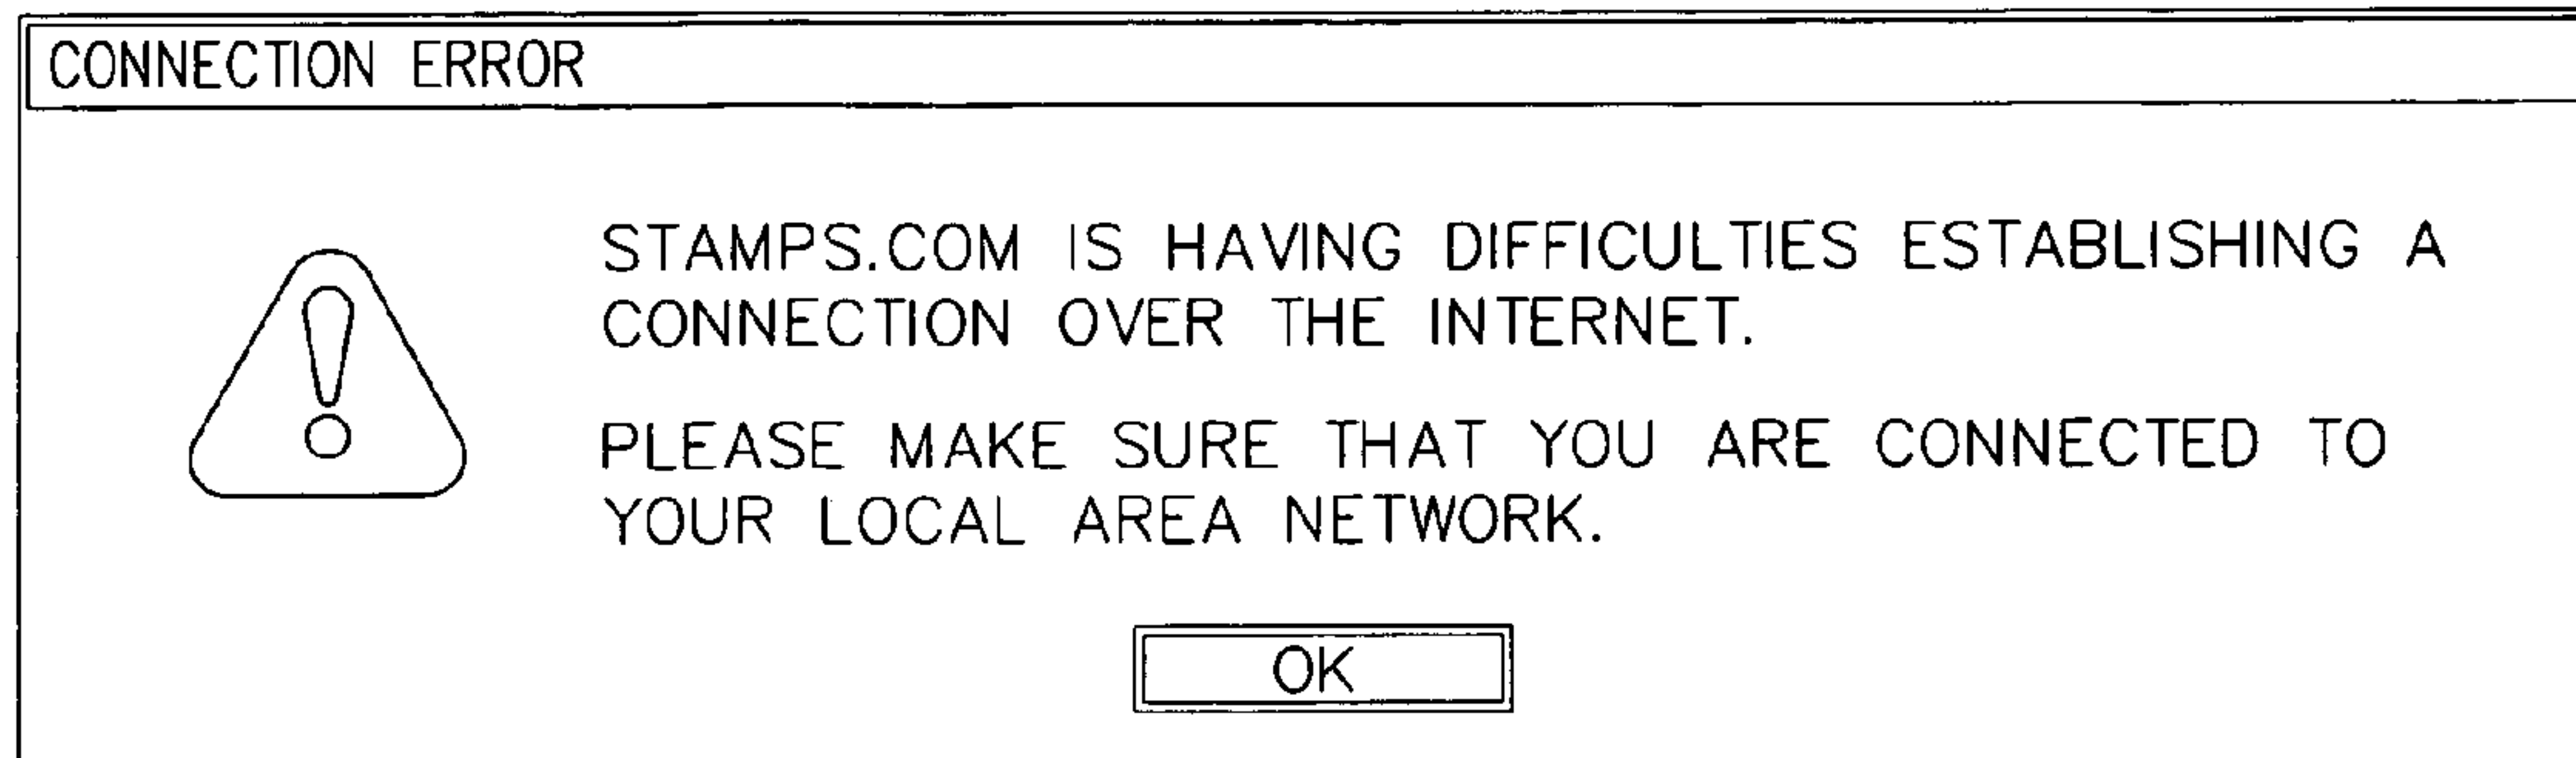 CONNECTION ERROR
STAMPS.COM IS HAVING DIFFICULTIES ESTABLISHING A
CONNECTION OVER THE INTERNET.
PLEASE MAKE SURE THAT YOU ARE CONNECTED TO
YOUR LOCAL AREA NETWORK.
OK